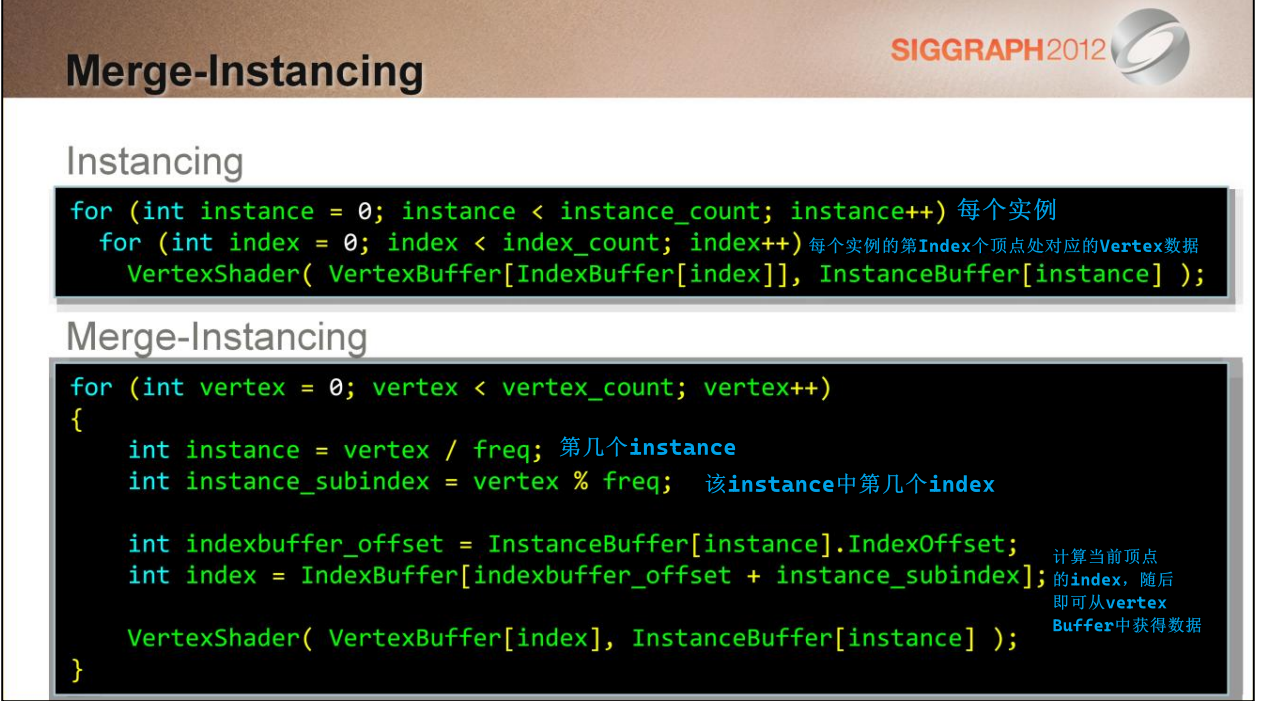 SIGGRAPH2012
Merge-Instancing
Instancing
for (int instance = 0; instance < instance_count; instance++) 每个实例
for (int index = 0; index < index_count; index++) 每个实例的第Index个顶点处对应的Vertex数据
VertexShader( VertexBuffer[IndexBuffer[index]], InstanceBuffer[instance] );
Merge-Instancing
for (int vertex = 0; vertex < vertex_count; vertex++)
{
int instance = vertex / freq; 第几个instance
int instance_subindex = vertex % freq; 该instance中第几个index
int indexbuffer_offset = InstanceBuffer[instance].IndexOffset;
int index = IndexBuffer[indexbuffer_offset + instance_subindex];
计算当前顶点
的index，随后
即可从vertex
Buffer中获得数据
VertexShader( VertexBuffer[index], InstanceBuffer[instance] );
}